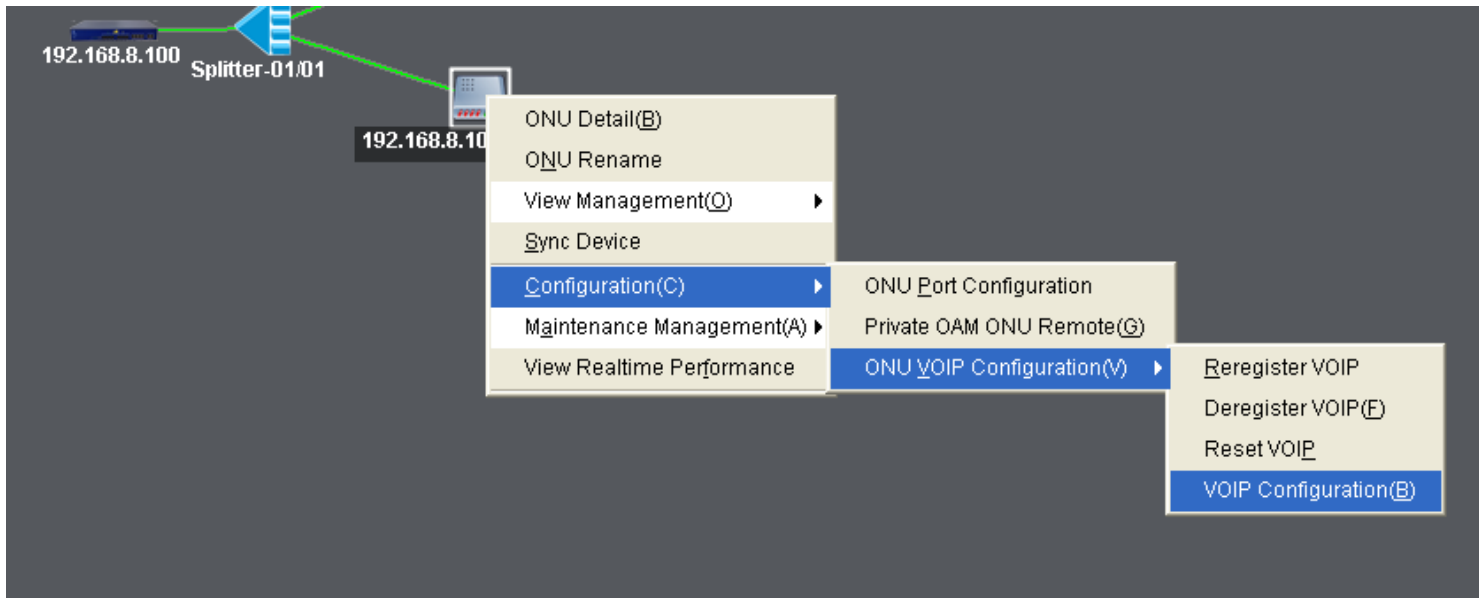 192.168.8.100
Splitter-01/01
192.168.8.10
ONU Detail(B)
ONU Rename
View Management(O)
Sync Device
Configuration(C)
Maintenance Management(A)
View Realtime Performance
ONU Port Configuration
Private OAM ONU Remote(G)
ONU VOIP Configuration(V)
Reregister VOIP
Deregister VOIP(F)
Reset VOIP
VOIP Configuration(B)